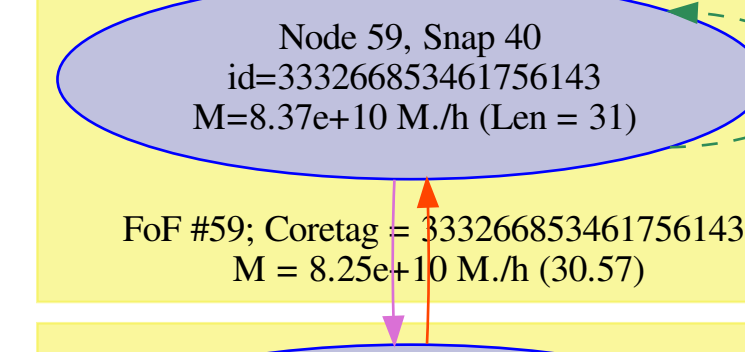 Node 59, Snap 40
id=333266853461756143
M=8.37e+10 M./h (Len = 31)
FoF #59; Coretag = 333266853461756143
M = 8.25e+10 M./h (30.57)